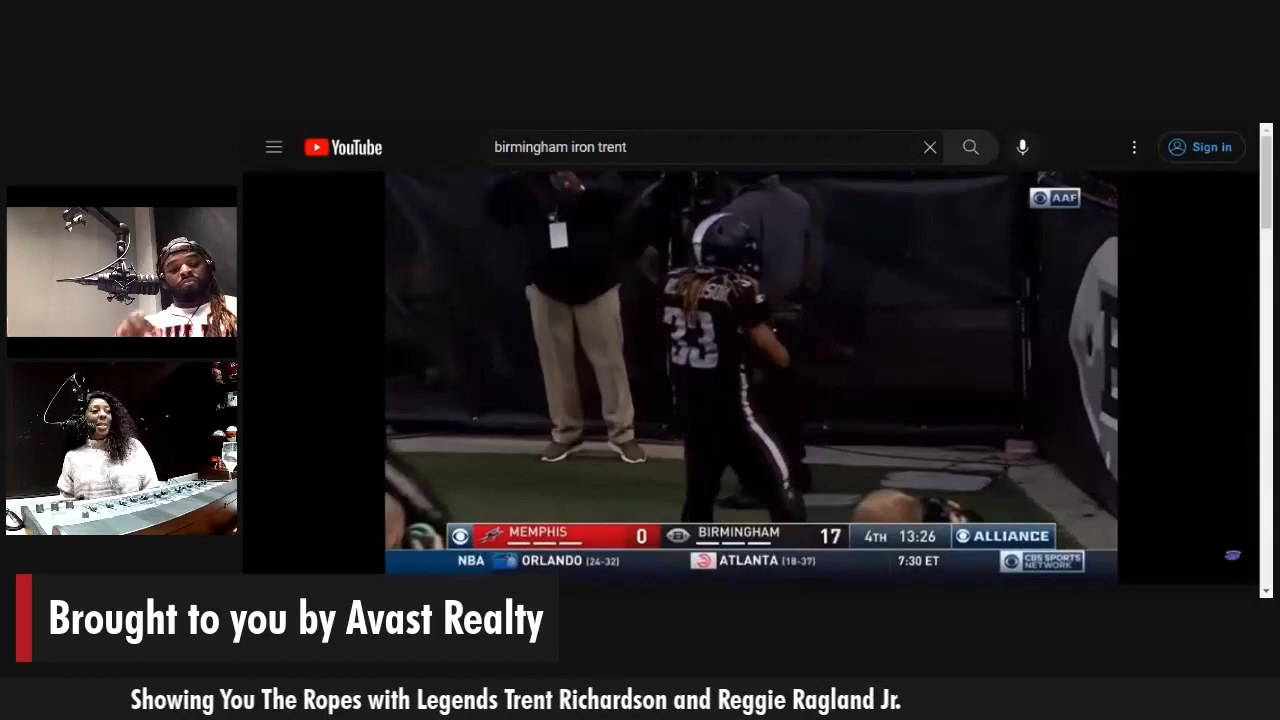 YouTube
birmingham iron trent
Sign in
AAF
33
MEMPHIS 0 BIRMINGHAM 17 4TH 13:26 ALLIANCE
NBA ORLANDO (24-32) ATLANTA (18-37) 7:30 ET CBS SPORTS NETWORK
Brought to you by Avast Realty
Showing You The Ropes with Legends Trent Richardson and Reggie Ragland Jr.